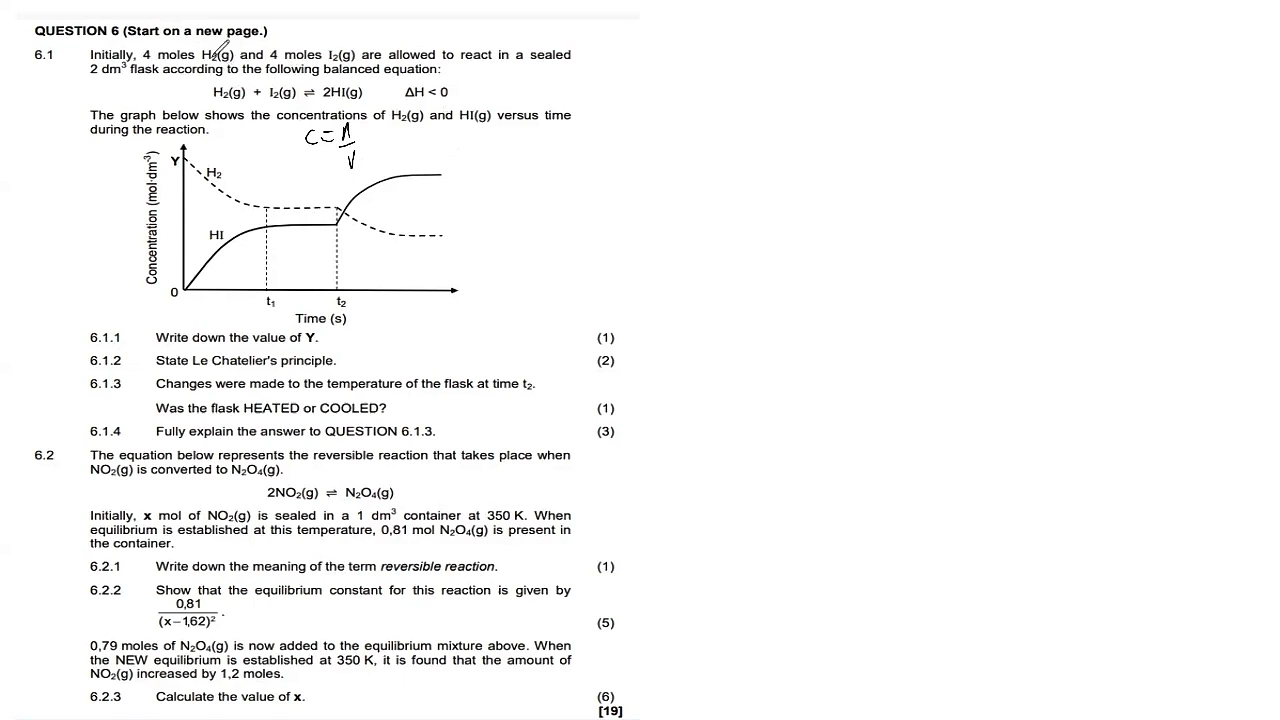 QUESTION 6 (Start on a new page.)
6.1 Initially, 4 moles H₂(g) and 4 moles I₂(g) are allowed to react in a sealed
2 dm³ flask according to the following balanced equation:
H₂(g) + I₂(g) ⇌ 2HI(g) ΔH < 0
The graph below shows the concentrations of H₂(g) and HI(g) versus time
during the reaction.
c = n
v
Concentration (mol·dm⁻³)
Y
H₂
HI
0
t₁ t₂
Time (s)
6.1.1 Write down the value of Y. (1)
6.1.2 State Le Chatelier's principle. (2)
6.1.3 Changes were made to the temperature of the flask at time t₂.
Was the flask HEATED or COOLED? (1)
6.1.4 Fully explain the answer to QUESTION 6.1.3. (3)
6.2 The equation below represents the reversible reaction that takes place when
NO₂(g) is converted to N₂O₄(g).
2NO₂(g) ⇌ N₂O₄(g)
Initially, x mol of NO₂(g) is sealed in a 1 dm³ container at 350 K. When
equilibrium is established at this temperature, 0,81 mol N₂O₄(g) is present in
the container.
6.2.1 Write down the meaning of the term reversible reaction. (1)
6.2.2 Show that the equilibrium constant for this reaction is given by
0,81
(x−1,62)² . (5)
0,79 moles of N₂O₄(g) is now added to the equilibrium mixture above. When
the NEW equilibrium is established at 350 K, it is found that the amount of
NO₂(g) increased by 1,2 moles.
6.2.3 Calculate the value of x. (6)
[19]